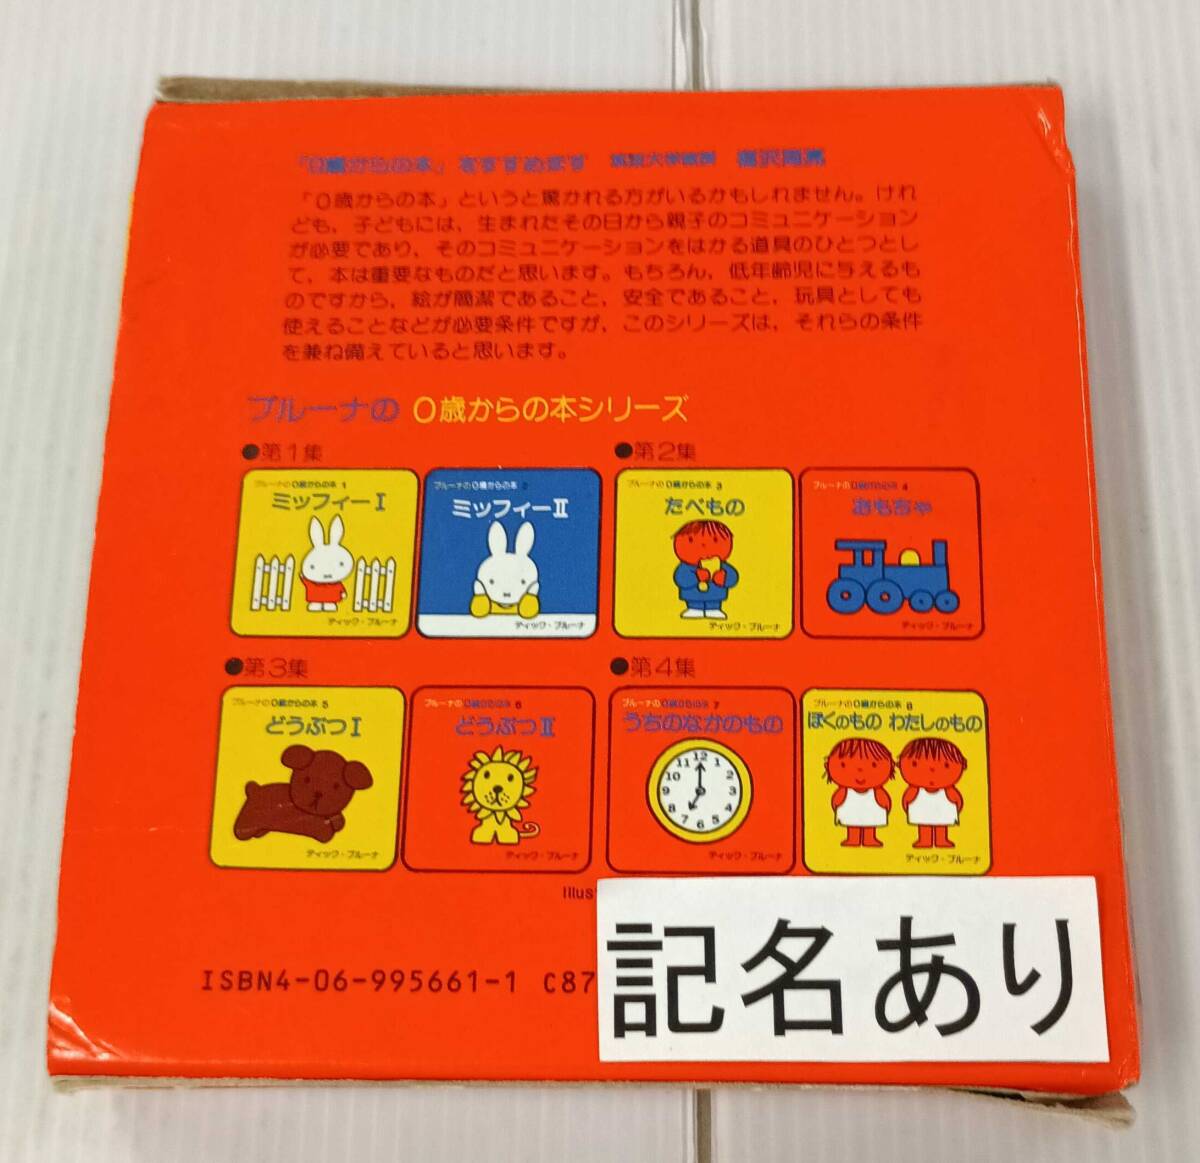 「0歳からの本」をすすめます 筑波大学教授 福沢周亮
「0歳からの本」というと驚かれる方がいるかもしれません。けれ
ども、子どもには、生まれたその日から親子のコミュニケーション
が必要であり、そのコミュニケーションをはかる道具のひとつとし
て、本は重要なものだと思います。もちろん、低年齢児に与えるも
のですから、絵が簡潔であること、安全であること、玩具としても
使えることなどが必要条件ですが、このシリーズは、それらの条件
を兼ね備えていると思います。
ブルーナの 0歳からの本シリーズ
●第1集
ブルーナの0歳からの本 1
ミッフィーI
ディック・ブルーナ
ブルーナの0歳からの本 2
ミッフィーII
ディック・ブルーナ
●第2集
ブルーナの0歳からの本 3
たべもの
ディック・ブルーナ
ブルーナの0歳からの本 4
おもちゃ
ディック・ブルーナ
●第3集
ブルーナの0歳からの本 5
どうぶつI
ディック・ブルーナ
ブルーナの0歳からの本 6
どうぶつII
ディック・ブルーナ
●第4集
ブルーナの0歳からの本 7
うちのなかのもの
12 1 2 3 4 5 6 7 8 9 10 11
ディック・ブルーナ
ブルーナの0歳からの本 8
ぼくのもの わたしのもの
ディック・ブルーナ
Illus
ISBN4-06-995661-1 C87
記名あり